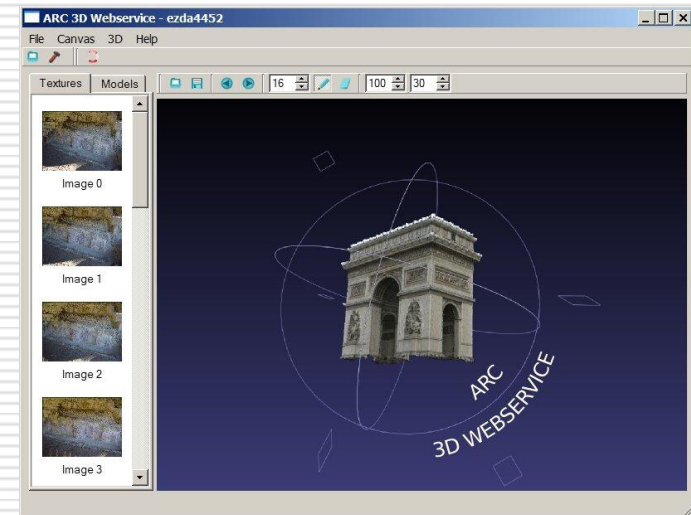 ARC 3D Webservice - ezda4452
File Canvas 3D Help
Textures Models 16 100 30
Image 0
Image 1
Image 2
Image 3
ARC
3D WEBSERVICE